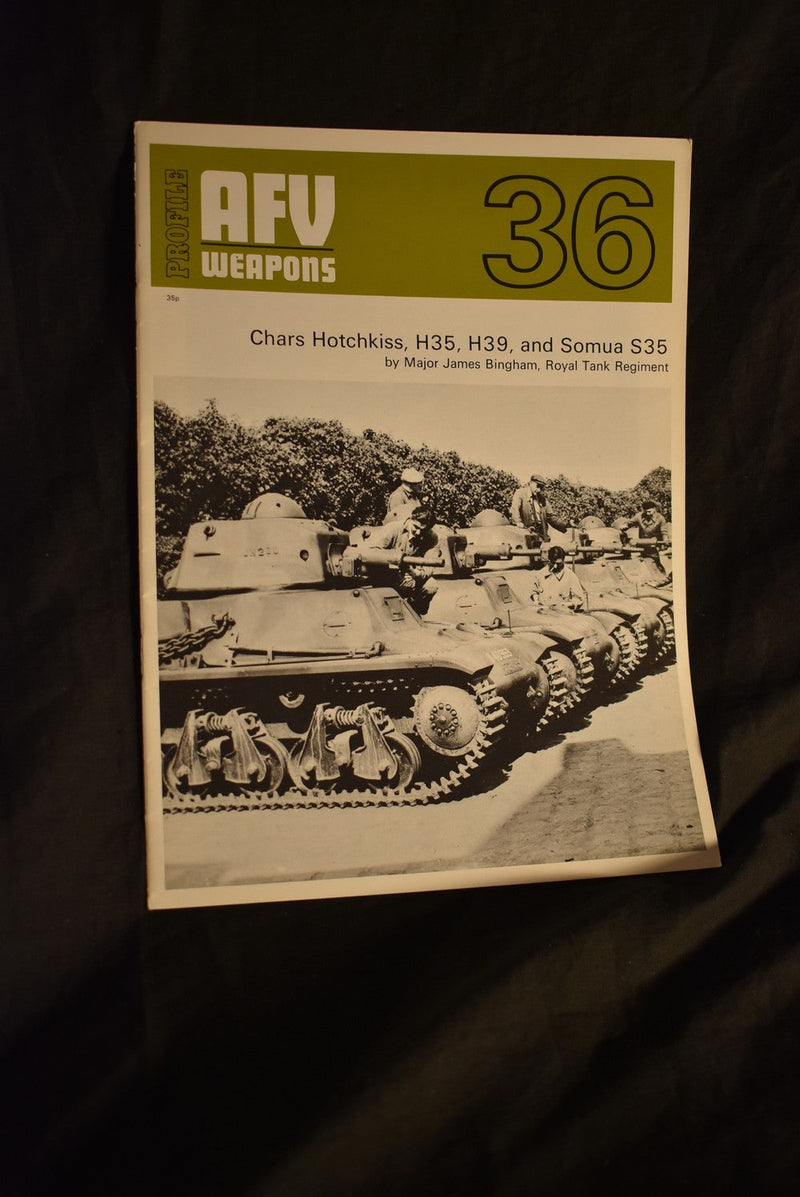 PROFILE
AFV
WEAPONS
36
35p
Chars Hotchkiss, H35, H39, and Somua S35
by Major James Bingham, Royal Tank Regiment